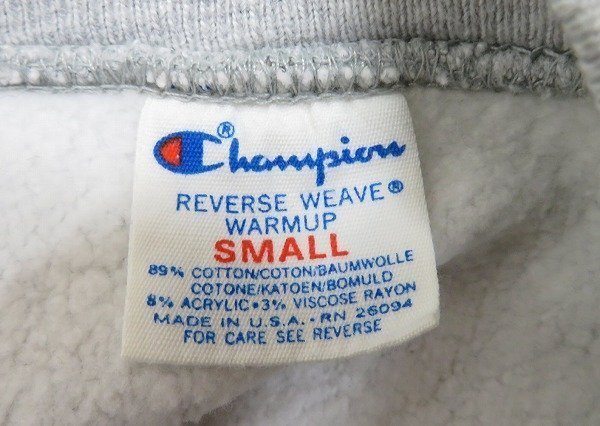 Champion®
REVERSE WEAVE®
WARMUP
SMALL
89% COTTON/COTON/BAUMWOLLE
COTONE/KATOEN/BOMULD
8% ACRYLIC•3% VISCOSE RAYON
MADE IN U.S.A.-RN 26094
FOR CARE SEE REVERSE